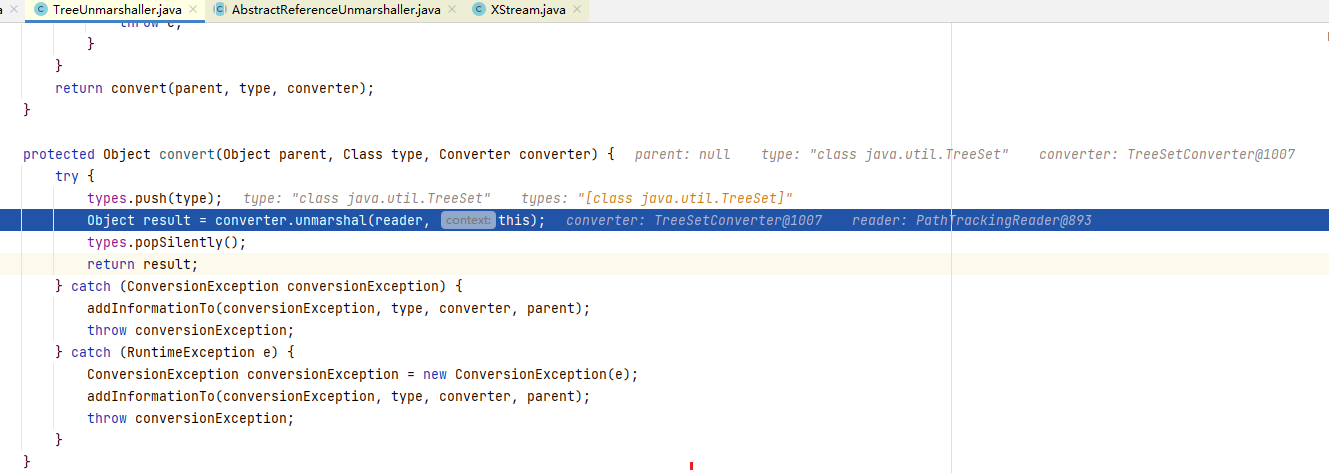 TreeUnmarshaller.java × AbstractReferenceUnmarshaller.java × XStream.java ×
}
}
return convert(parent, type, converter);
}
protected Object convert(Object parent, Class type, Converter converter) { parent: null type: "class java.util.TreeSet" converter: TreeSetConverter@1007
try {
types.push(type); type: "class java.util.TreeSet" types: "[class java.util.TreeSet]"
Object result = converter.unmarshal(reader, context: this); converter: TreeSetConverter@1007 reader: PathTrackingReader@893
types.popSilently();
return result;
} catch (ConversionException conversionException) {
addInformationTo(conversionException, type, converter, parent);
throw conversionException;
} catch (RuntimeException e) {
ConversionException conversionException = new ConversionException(e);
addInformationTo(conversionException, type, converter, parent);
throw conversionException;
}
}